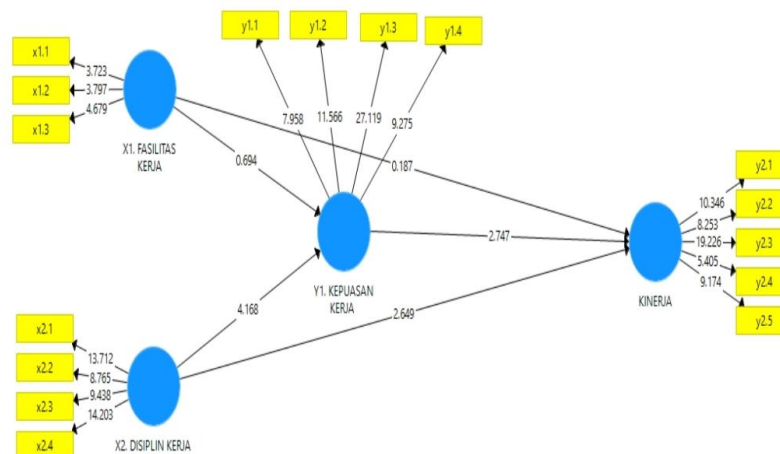 y1.1
y1.2
y1.3
y1.4
x1.1
x1.2
x1.3
3.723
3.797
4.679
X1. FASILITAS
KERJA
7.958
11.566
27.119
9.275
0.694
0.187
Y1. KEPUASAN
KERJA
2.747
4.168
2.649
KINERJA
10.346
8.253
19.226
5.405
9.174
y2.1
y2.2
y2.3
y2.4
y2.5
x2.1
x2.2
x2.3
x2.4
13.712
8.765
9.438
14.203
X2. DISIPLIN KERJA